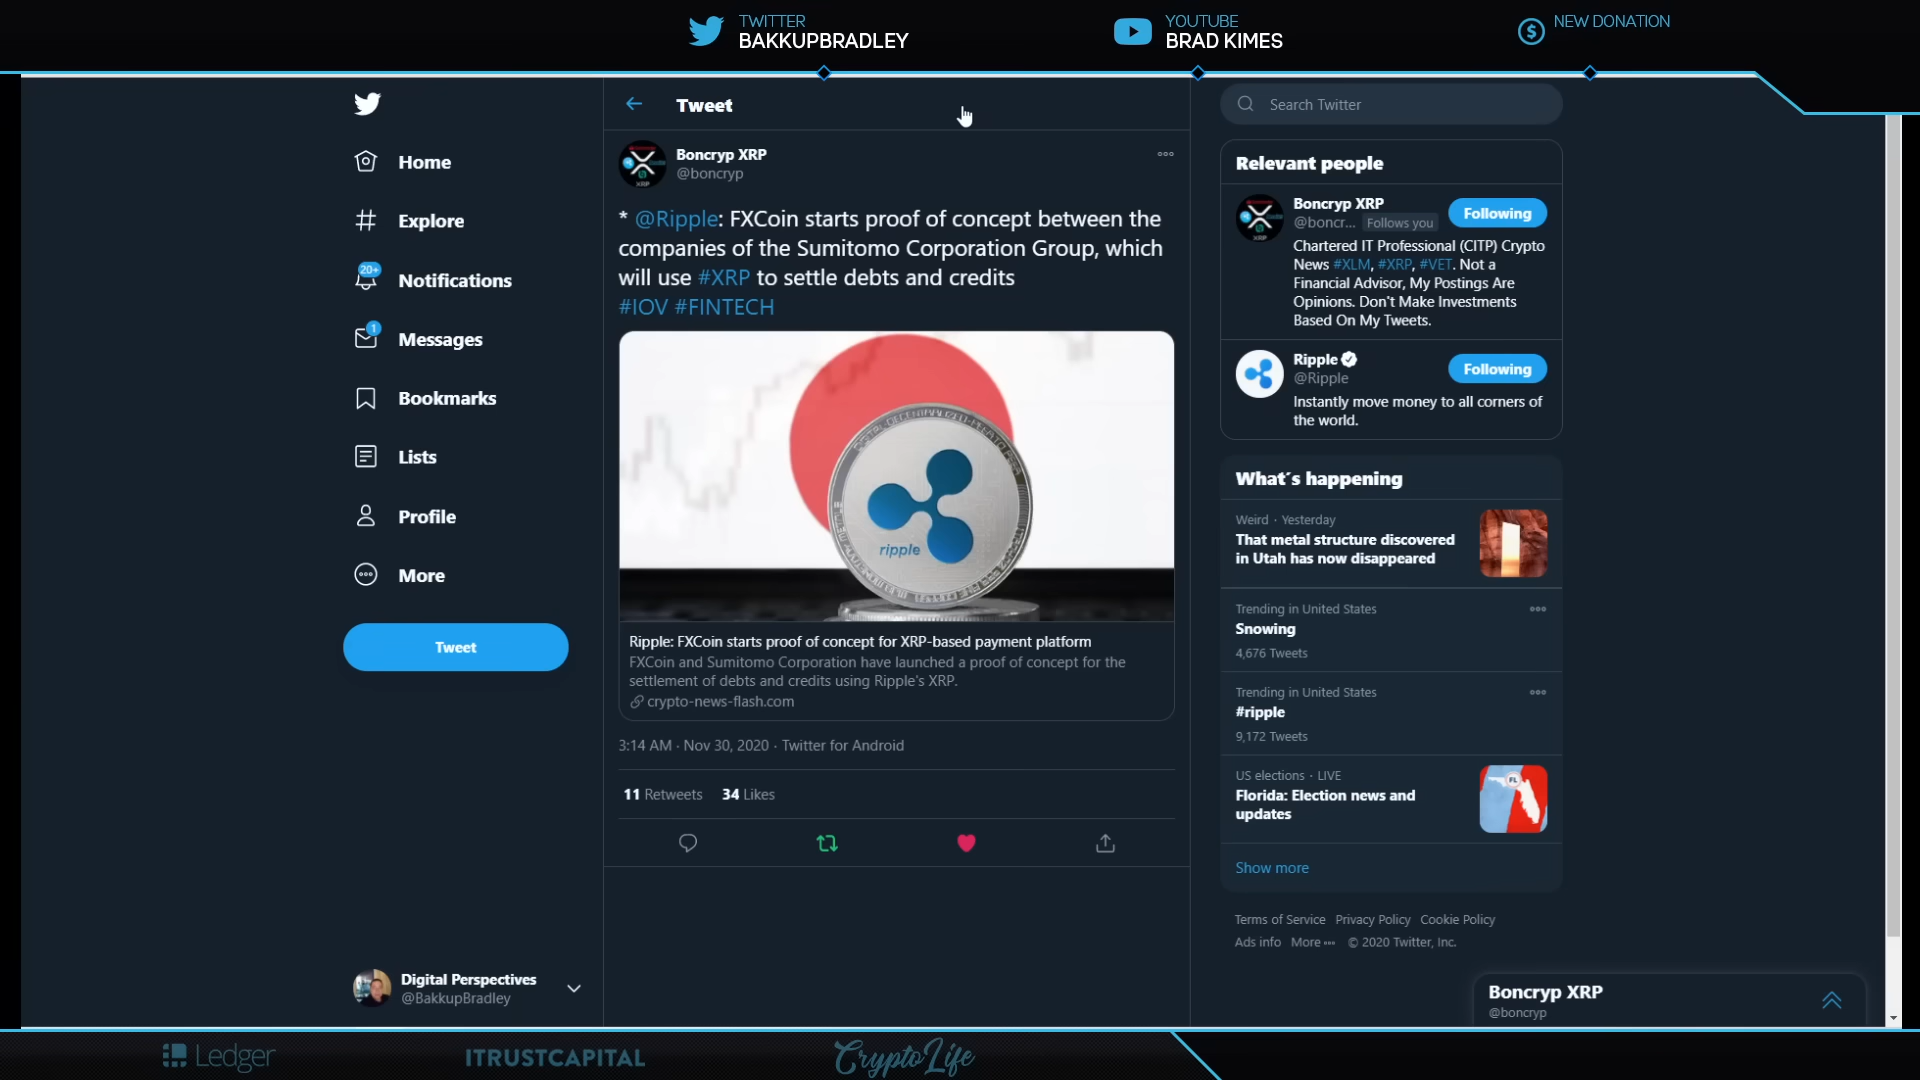 TWITTER
BAKKUPBRADLEY
YOUTUBE
BRAD KIMES
NEW DONATION
Home
Explore
20+
Notifications
1
Messages
Bookmarks
Lists
Profile
More
Tweet
Digital Perspectives
@BakkupBradley
Tweet
Boncryp XRP
@boncryp
* @Ripple: FXCoin starts proof of concept between the
companies of the Sumitomo Corporation Group, which
will use #XRP to settle debts and credits
#IOV #FINTECH
ripple
Ripple: FXCoin starts proof of concept for XRP-based payment platform
FXCoin and Sumitomo Corporation have launched a proof of concept for the
settlement of debts and credits using Ripple's XRP.
crypto-news-flash.com
3:14 AM · Nov 30, 2020 · Twitter for Android
11 Retweets 34 Likes
Search Twitter
Relevant people
Boncryp XRP
@boncr... Follows you
Following
Chartered IT Professional (CITP) Crypto
News #XLM, #XRP, #VET. Not a
Financial Advisor, My Postings Are
Opinions. Don't Make Investments
Based On My Tweets.
Ripple
@Ripple
Following
Instantly move money to all corners of
the world.
What's happening
Weird · Yesterday
That metal structure discovered
in Utah has now disappeared
Trending in United States
Snowing
4,676 Tweets
Trending in United States
#ripple
9,172 Tweets
US elections · LIVE
Florida: Election news and
updates
FL
Show more
Terms of Service Privacy Policy Cookie Policy
Ads info More ··· © 2020 Twitter, Inc.
Boncryp XRP
@boncryp
Ledger
ITRUSTCAPITAL
CryptoLife